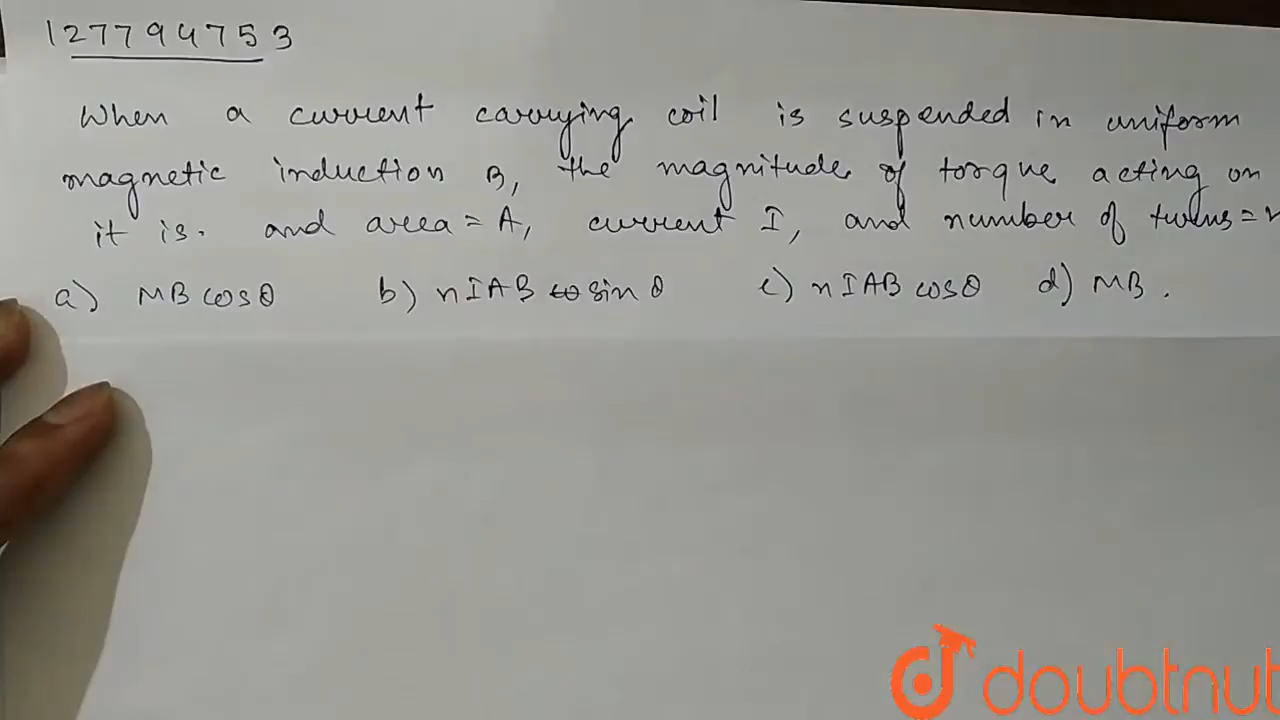 127794753
When a current carrying coil is suspended in uniform
magnetic induction B, the magnitude of torque acting on
it is. and area = A, current I, and number of turns = n
a) MB cosθ b) nIAB sin θ c) nIAB cosθ d) MB.
doubtnut